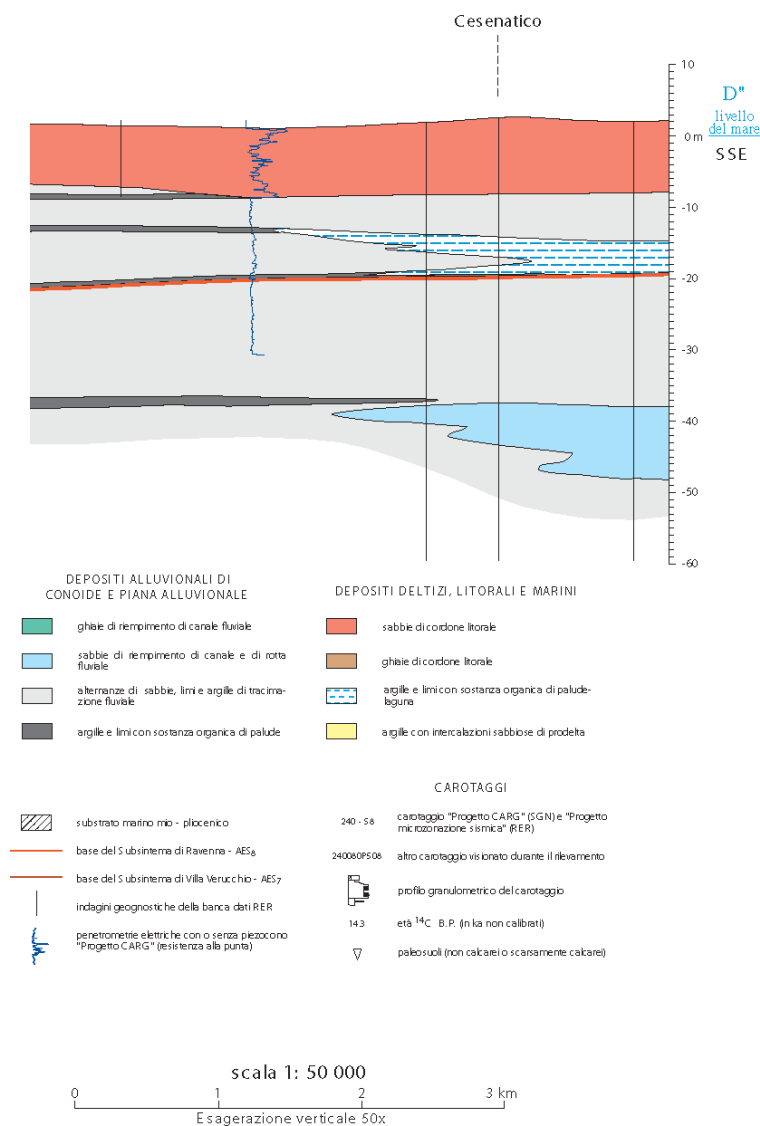 Cesenatico
10
D"
livello
del mare
0 m
SSE
-10
-20
-30
-40
-50
-60
DEPOSITI ALLUVIONALI DI
CONOIDE E PIANA ALLUVIONALE
ghiaie di riempimento di canale fluviale
sabbie di riempimento di canale e di rotta
fluviale
alternanze di sabbie, limi e argille di tracima-
zione fluviale
argille e limi con sostanza organica di palude
DEPOSITI DELTIZI, LITORALI E MARINI
sabbie di cordone litorale
ghiaie di cordone litorale
argille e limi con sostanza organica di palude-
laguna
argille con intercalazioni sabbiose di prodelta
substrato marino mio - pliocenico
base del Subsintema di Ravenna - AES8
base del Subsintema di Villa Verucchio - AES7
indagini geognostiche della banca dati RER
penetrometrie elettriche con o senza piezocono
"Progetto CARG" (resistenza alla punta)
CAROTAGGI
240 - S8
carotaggio "Progetto CARG" (SGN) e "Progetto
microzonazione sismica" (RER)
240080PS08
altro carotaggio visionato durante il rilevamento
profilo granulometrico del carotaggio
14.3
età 14C B.P. (in ka non calibrati)
paleosuoli (non calcarei o scarsamente calcarei)
scala 1: 50 000
0 1 2 3 km
Esagerazione verticale 50x